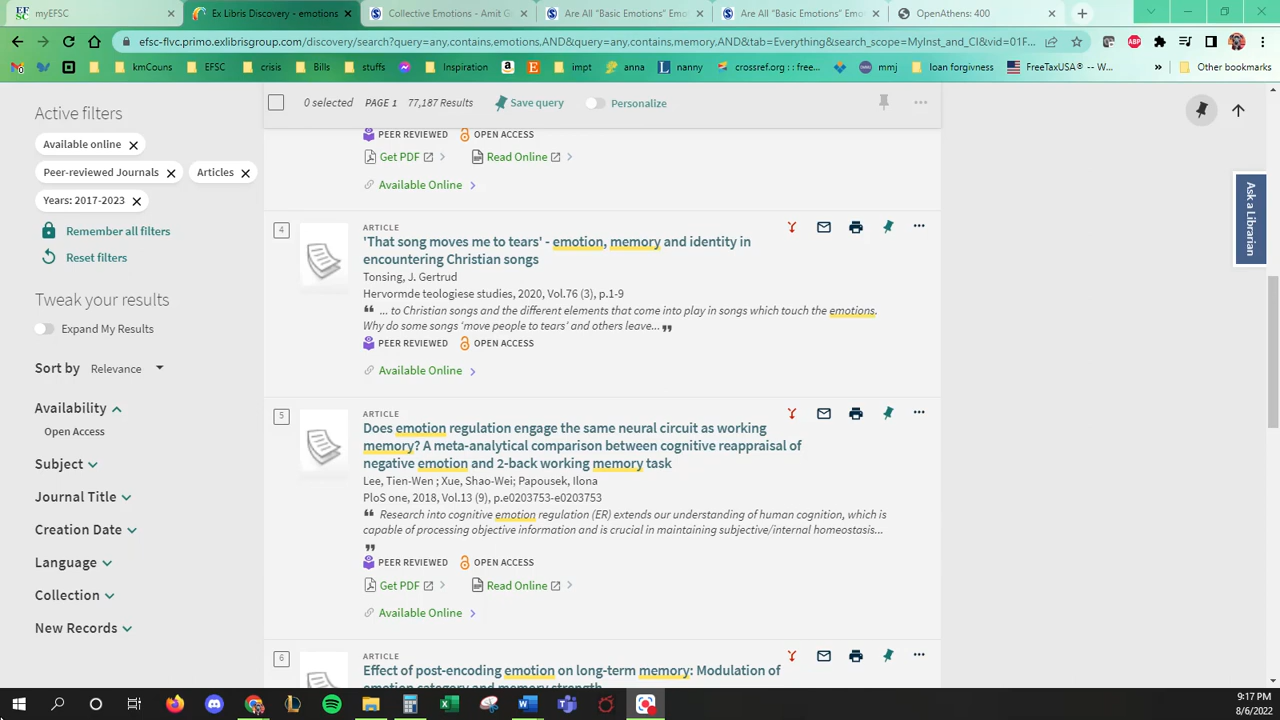 EFSC myEFSC
Ex Libris Discovery - emotions
Collective Emotions - Amit G
Are All "Basic Emotions" Emo
Are All "Basic Emotions" Emo
OpenAthens: 400
efsc-flvc.primo.exlibrisgroup.com/discovery/search?query=any,contains,emotions,AND&query=any,contains,memory,AND&tab=Everything&search_scope=MyInst_and_CI&vid=01F...
kmCouns EFSC crisis Bills stuffs Inspiration impt anna nanny crossref.org : : free... mmj loan forgivness FreeTaxUSA® -- W... » Other bookmarks
Active filters
Available online
Peer-reviewed Journals
Articles
Years: 2017-2023
Remember all filters
Reset filters
Tweak your results
Expand My Results
Sort by Relevance
Availability
Open Access
Subject
Journal Title
Creation Date
Language
Collection
New Records
0 selected PAGE 1 77,187 Results Save query Personalize
PEER REVIEWED OPEN ACCESS
Get PDF Read Online
Available Online
4
ARTICLE
'That song moves me to tears' - emotion, memory and identity in
encountering Christian songs
Tonsing, J. Gertrud
Hervormde teologiese studies, 2020, Vol.76 (3), p.1-9
❝ ... to Christian songs and the different elements that come into play in songs which touch the emotions.
Why do some songs 'move people to tears' and others leave... ❞
PEER REVIEWED OPEN ACCESS
Available Online
5
ARTICLE
Does emotion regulation engage the same neural circuit as working
memory? A meta-analytical comparison between cognitive reappraisal of
negative emotion and 2-back working memory task
Lee, Tien-Wen ; Xue, Shao-Wei; Papousek, Ilona
PloS one, 2018, Vol.13 (9), p.e0203753-e0203753
❝ Research into cognitive emotion regulation (ER) extends our understanding of human cognition, which is
capable of processing objective information and is crucial in maintaining subjective/internal homeostasis...
❞
PEER REVIEWED OPEN ACCESS
Get PDF Read Online
Available Online
6
ARTICLE
Effect of post-encoding emotion on long-term memory: Modulation of
emotion category and memory strength
Ask a Librarian
9:17 PM
8/6/2022